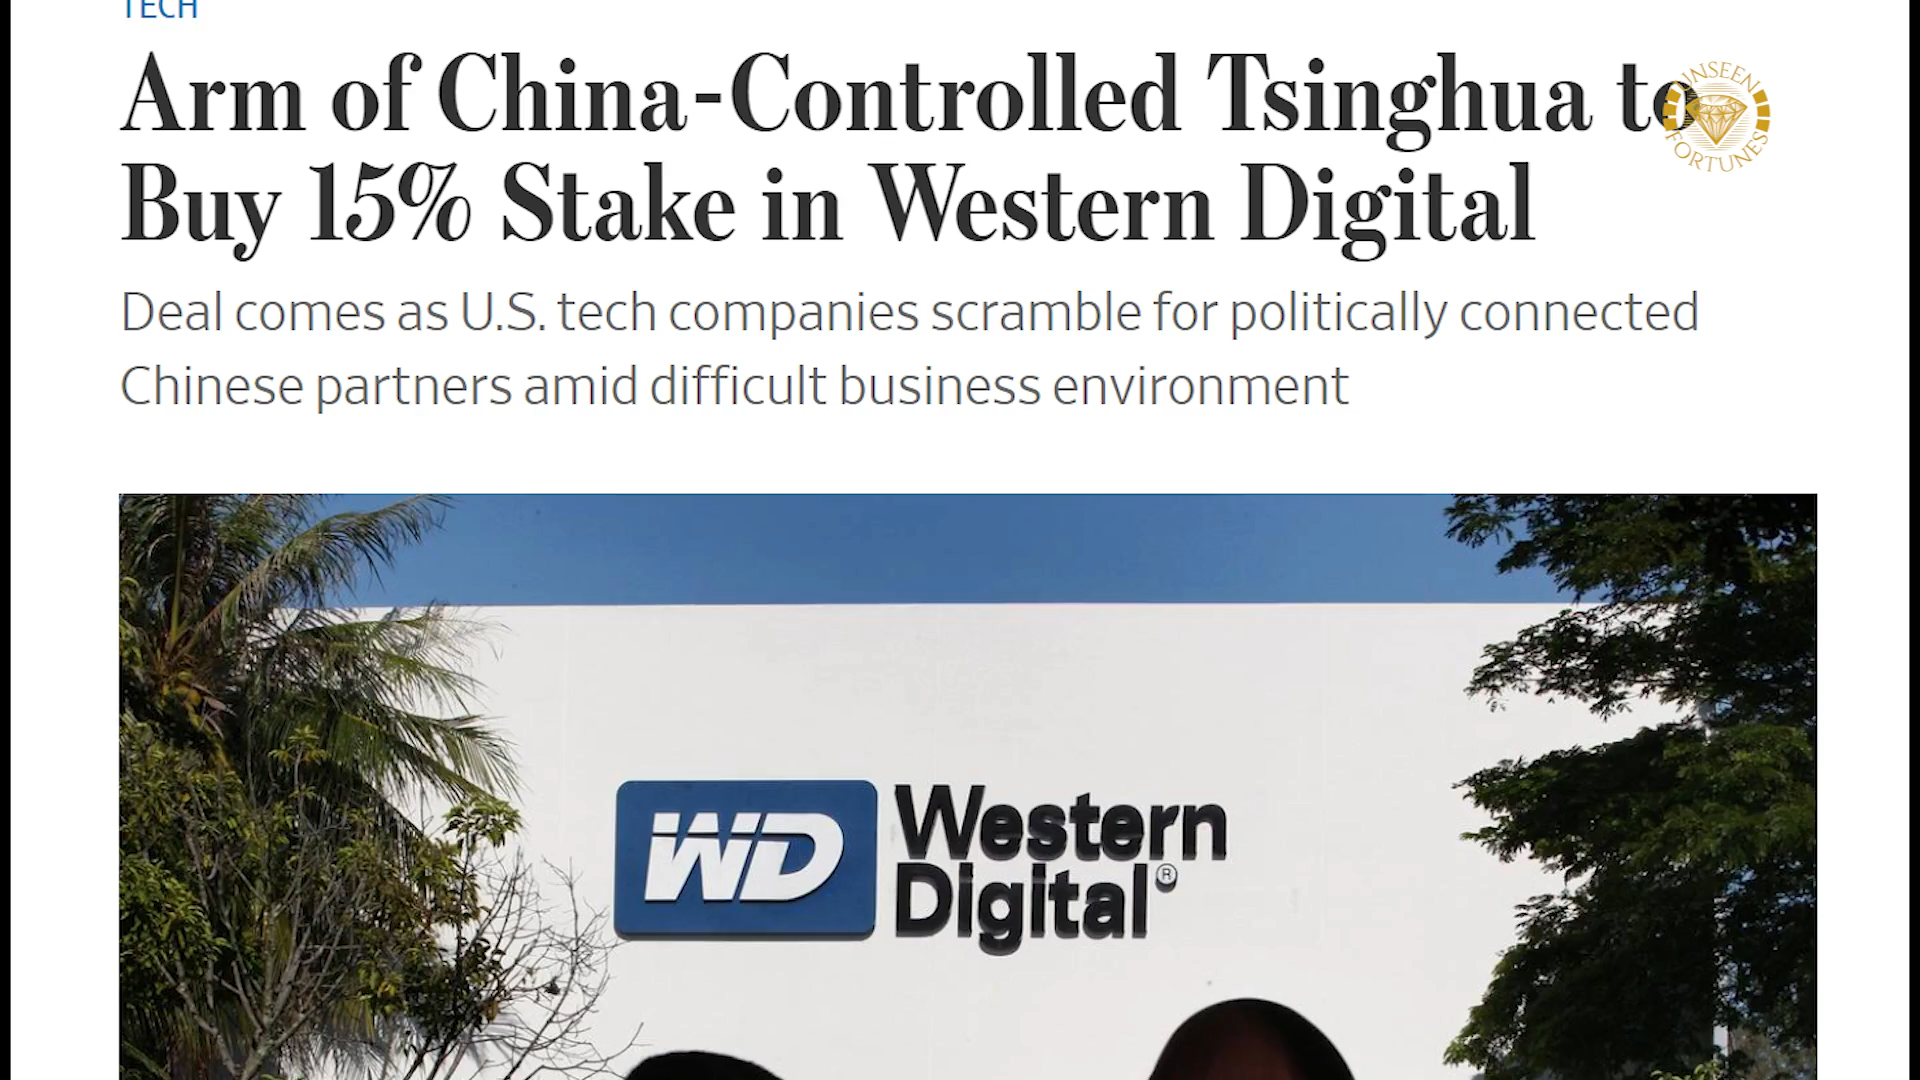 TECH
Arm of China-Controlled Tsinghua to
UNSEEN
FORTUNES
Buy 15% Stake in Western Digital
Deal comes as U.S. tech companies scramble for politically connected
Chinese partners amid difficult business environment
WD Western
Digital®